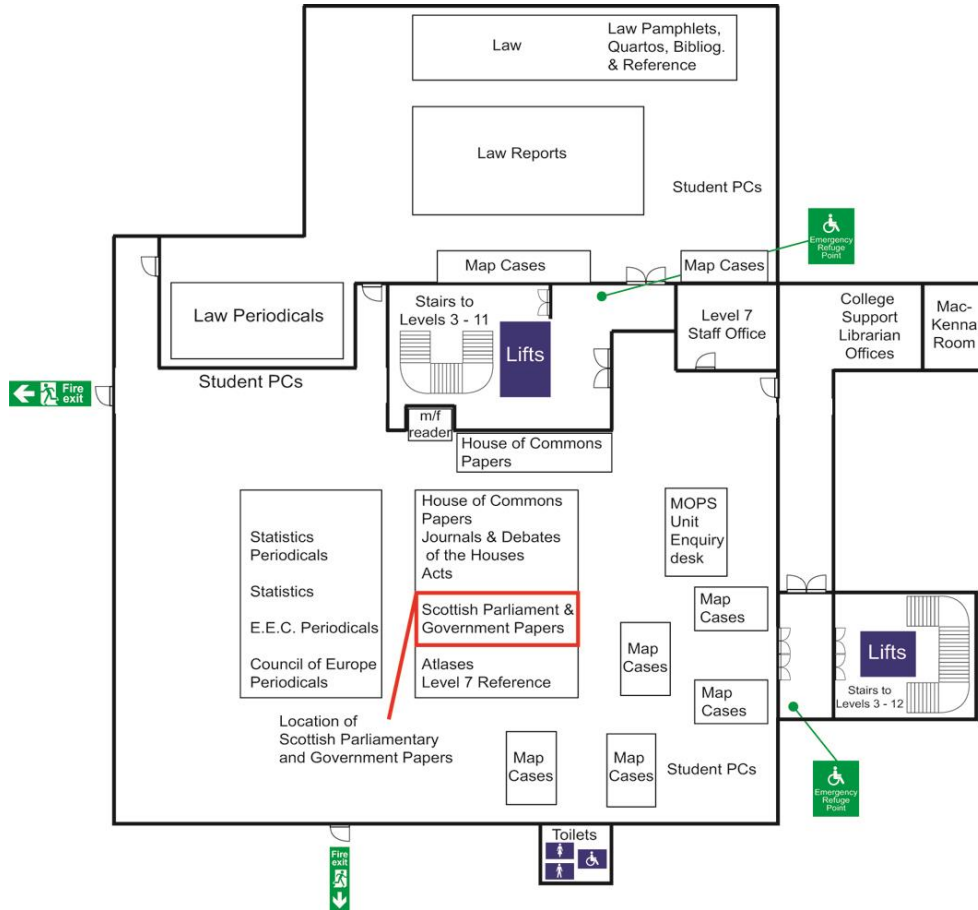 Law
Law Pamphlets,
Quartos, Bibliog.
& Reference
Law Reports
Student PCs
Emergency
Refuge
Point
Map Cases
Map Cases
Law Periodicals
Stairs to
Levels 3 - 11
Lifts
Level 7
Staff Office
College
Support
Librarian
Offices
Mac-
Kenna
Room
Student PCs
Fire
exit
m/f
reader
House of Commons
Papers
Statistics
Periodicals
Statistics
E.E.C. Periodicals
Council of Europe
Periodicals
House of Commons
Papers
Journals & Debates
of the Houses
Acts
Scottish Parliament &
Government Papers
Atlases
Level 7 Reference
MOPS
Unit
Enquiry
desk
Map
Cases
Map
Cases
Map
Cases
Lifts
Stairs to
Levels 3 - 12
Location of
Scottish Parliamentary
and Government Papers
Map
Cases
Map
Cases
Student PCs
Emergency
Refuge
Point
Toilets
Fire
exit